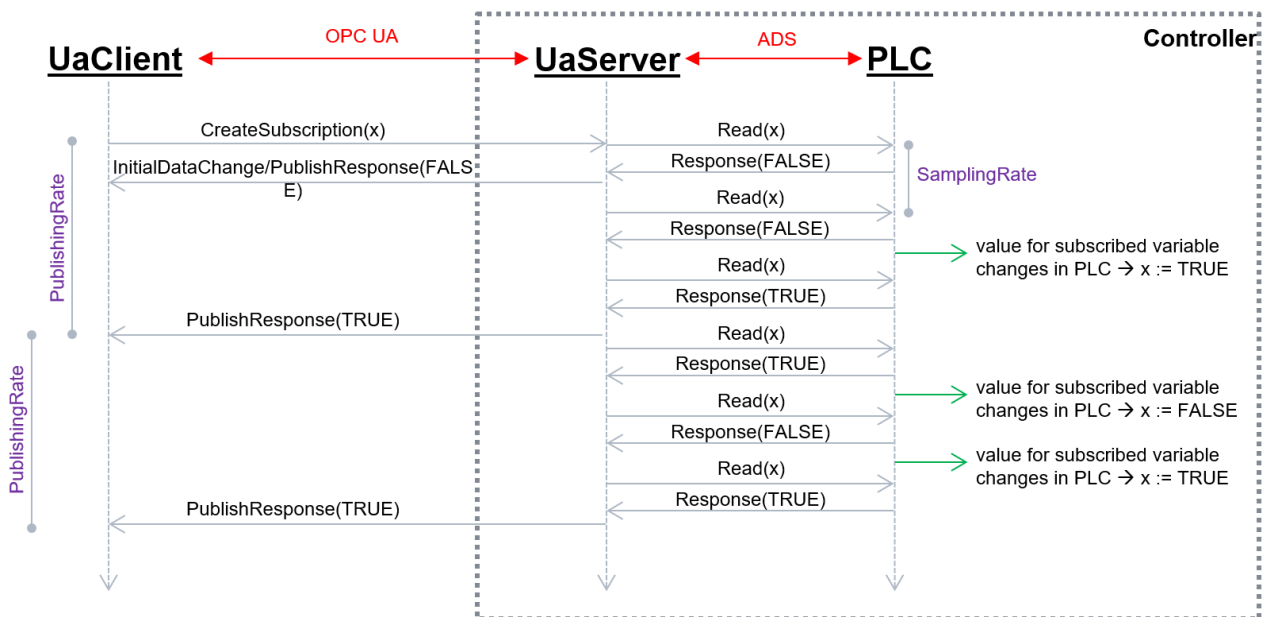 OPC UA
ADS
Controller
UaClient
UaServer
PLC
CreateSubscription(x)
Read(x)
InitialDataChange/PublishResponse(FALS
E)
Response(FALSE)
SamplingRate
PublishingRate
Read(x)
Response(FALSE)
value for subscribed variable
changes in PLC → x := TRUE
Read(x)
Response(TRUE)
PublishResponse(TRUE)
Read(x)
Response(TRUE)
PublishingRate
value for subscribed variable
changes in PLC → x := FALSE
Read(x)
Response(FALSE)
value for subscribed variable
changes in PLC → x := TRUE
Read(x)
Response(TRUE)
PublishResponse(TRUE)